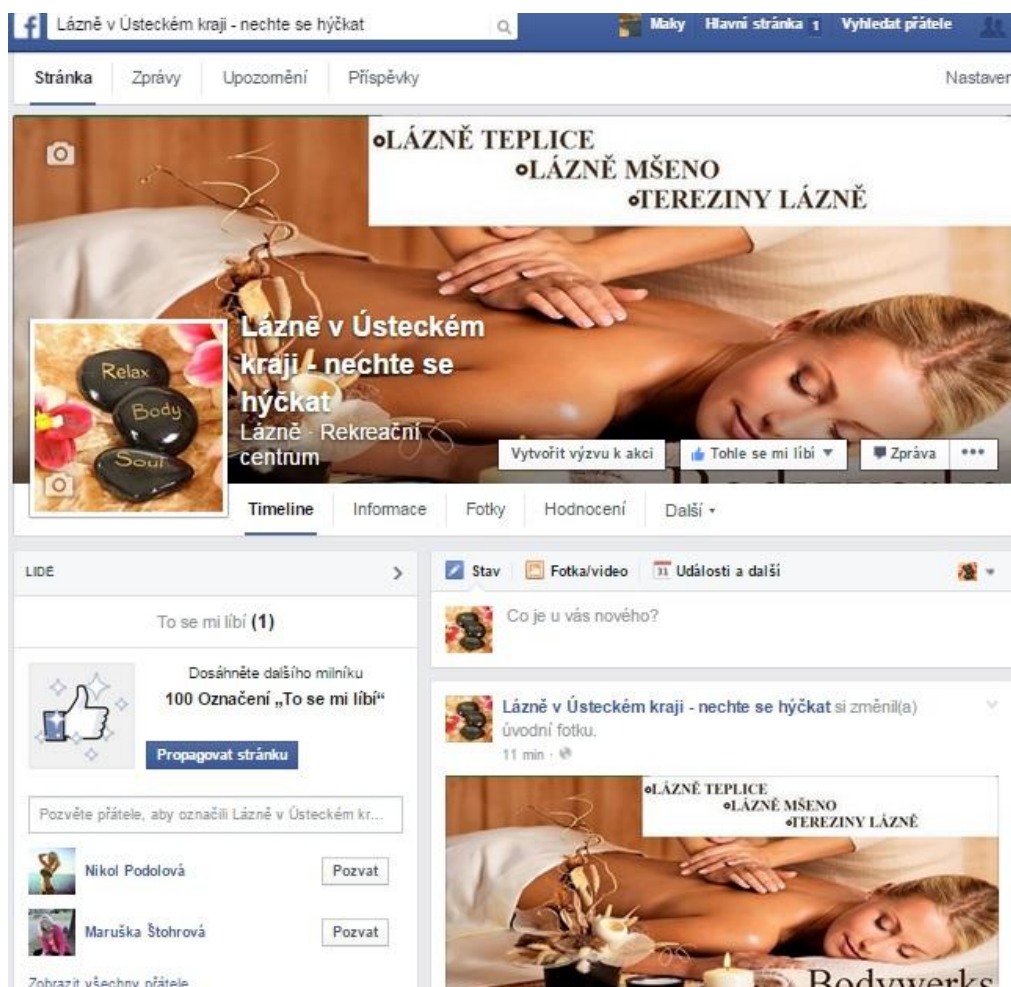 f Lázně v Ústeckém kraji - nechte se hýčkat
Maky Hlavní stránka 1 Vyhledat přátele
Stránka Zprávy Upozornění Příspěvky
LÁZNĚ TEPLICE
LÁZNĚ MŠENO
TEREZINY LÁZNĚ
Relax
Body
Soul
Lázně v Ústeckém
kraji - nechte se
hýčkat
Lázně · Rekreační
centrum
Vytvořit výzvu k akci Tohle se mi líbí Zpráva
Timeline Informace Fotky Hodnocení Další
LIDÉ
To se mi líbí (1)
Dosáhněte dalšího milníku
100 Označení „To se mi líbí“
Propagovat stránku
Pozvěte přátele, aby označili Lázně v Ústeckém kr...
Nikol Podolová Pozvat
Maruška Štohrová Pozvat
Zobrazit všechny přátele
Stav Fotka/video 31 Události a další
Co je u vás nového?
Lázně v Ústeckém kraji - nechte se hýčkat si změnil(a)
úvodní fotku.
11 min ·
LÁZNĚ TEPLICE
LÁZNĚ MŠENO
TEREZINY LÁZNĚ
Bodywerks